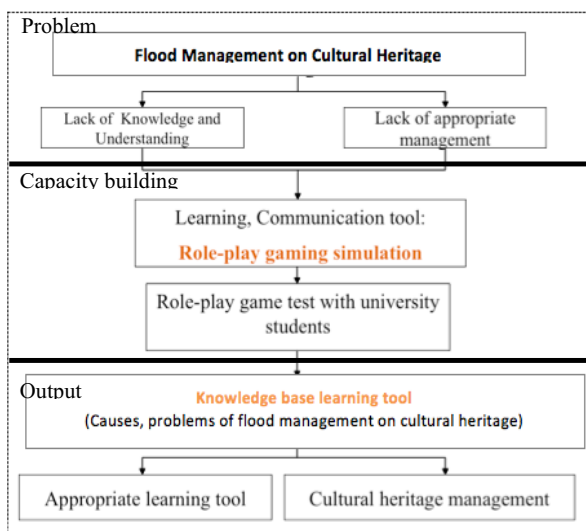 Problem
Flood Management on Cultural Heritage
Lack of Knowledge and
Understanding
Lack of appropriate
management
Capacity building
Learning, Communication tool:
Role-play gaming simulation
Role-play game test with university
students
Output
Knowledge base learning tool
(Causes, problems of flood management on cultural heritage)
Appropriate learning tool
Cultural heritage management